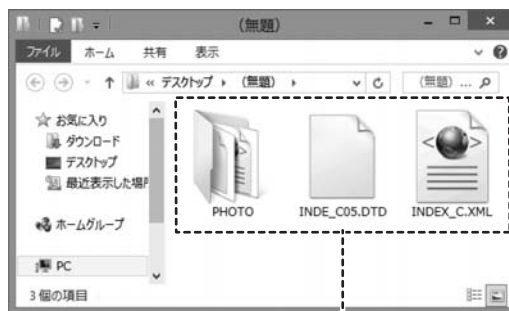 (無題)
ファイル ホーム 共有 表示
« デスクトップ (無題)
(無題) ...
お気に入り
ダウンロード
デスクトップ
最近表示した場所
ホームグループ
PC
PHOTO
INDE_C05.DTD
INDEX_C.XML
3 個の項目